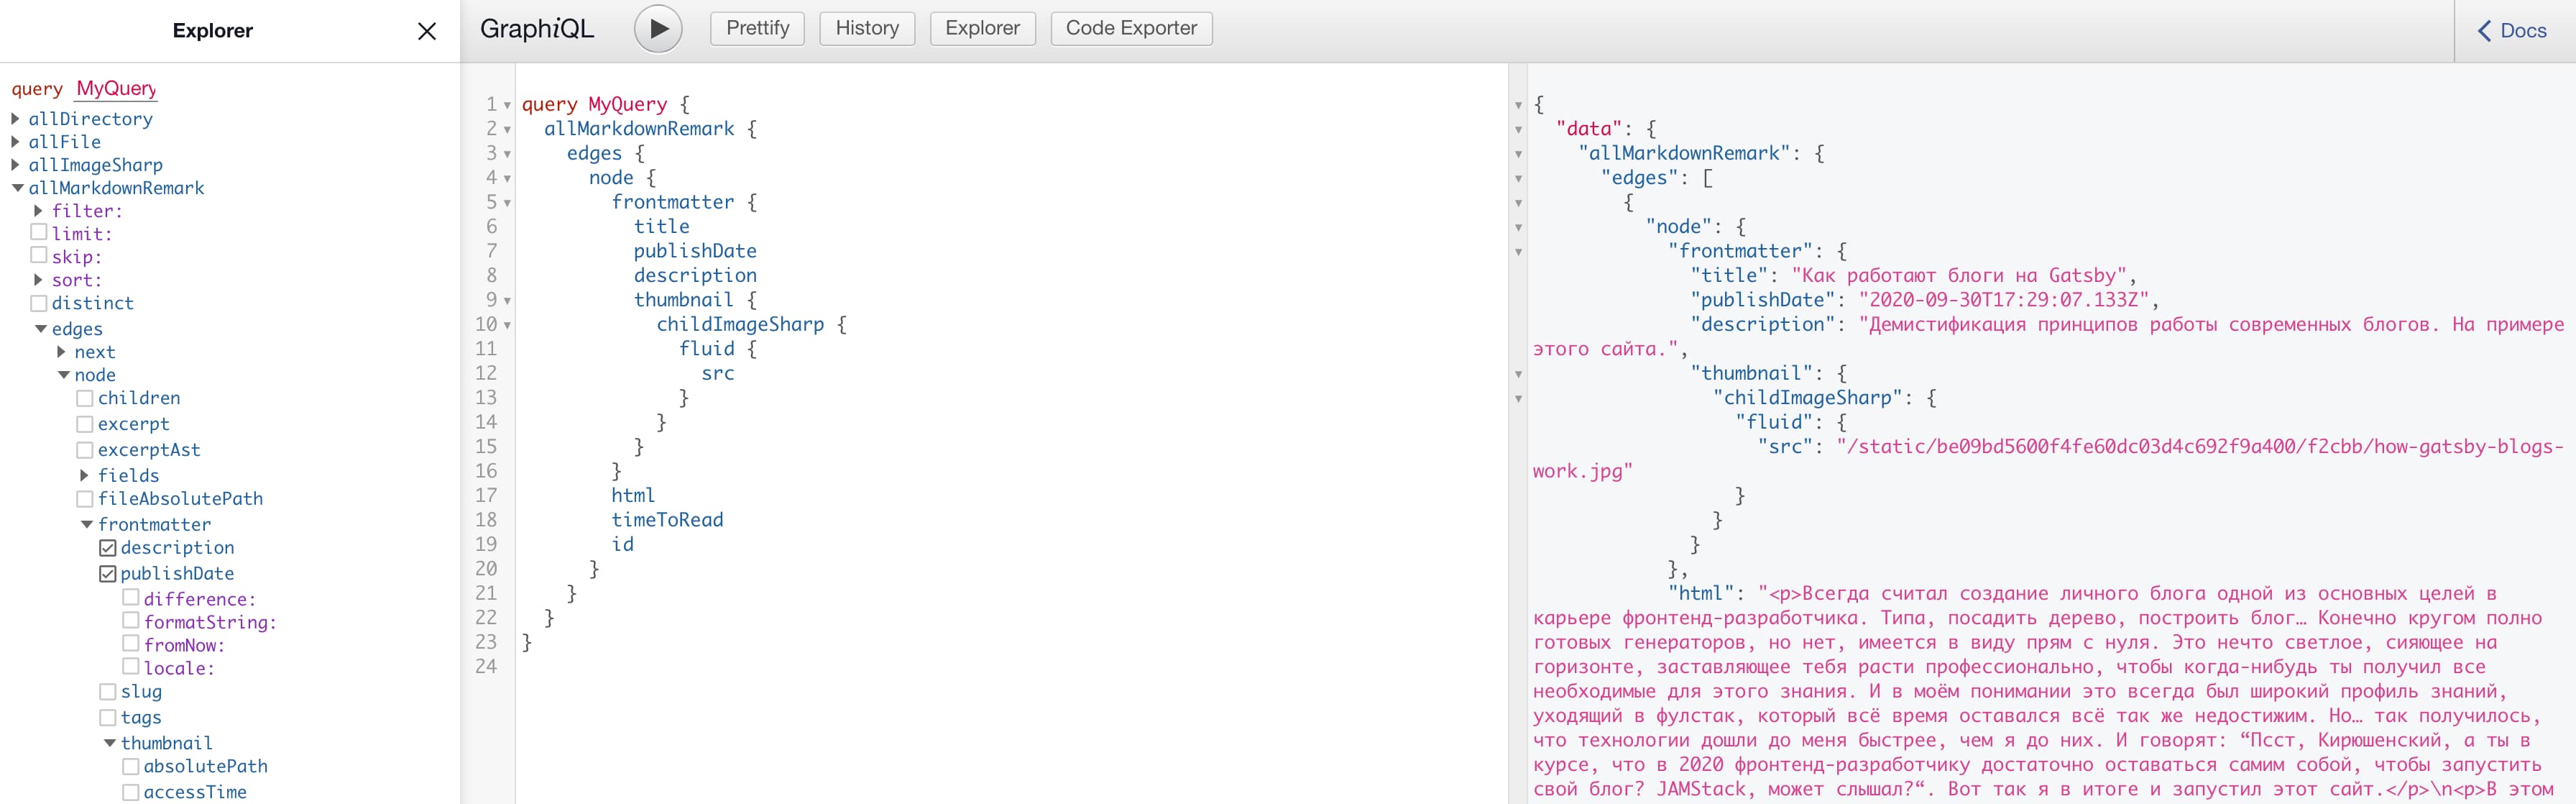 Explorer
GraphiQL
Prettify
History
Explorer
Code Exporter
Docs
query MyQuery
allDirectory
allFile
allImageSharp
allMarkdownRemark
filter:
limit:
skip:
sort:
distinct
edges
next
node
children
excerpt
excerptAst
fields
fileAbsolutePath
frontmatter
description
publishDate
difference:
formatString:
fromNow:
locale:
slug
tags
thumbnail
absolutePath
accessTime
1 query MyQuery {
2 allMarkdownRemark {
3 edges {
4 node {
5 frontmatter {
6 title
7 publishDate
8 description
9 thumbnail {
10 childImageSharp {
11 fluid {
12 src
13 }
14 }
15 }
16 }
17 html
18 timeToRead
19 id
20 }
21 }
22 }
23 }
24
{
"data": {
"allMarkdownRemark": {
"edges": [
{
"node": {
"frontmatter": {
"title": "Как работают блоги на Gatsby",
"publishDate": "2020-09-30T17:29:07.133Z",
"description": "Демистификация принципов работы современных блогов. На примере
этого сайта.",
"thumbnail": {
"childImageSharp": {
"fluid": {
"src": "/static/be09bd5600f4fe60dc03d4c692f9a400/f2cbb/how-gatsby-blogs-
work.jpg"
}
}
}
},
"html": "<p>Всегда считал создание личного блога одной из основных целей в
карьере фронтенд-разработчика. Типа, посадить дерево, построить блог… Конечно кругом полно
готовых генераторов, но нет, имеется в виду прям с нуля. Это нечто светлое, сияющее на
горизонте, заставляющее тебя расти профессионально, чтобы когда-нибудь ты получил все
необходимые для этого знания. И в моём понимании это всегда был широкий профиль знаний,
уходящий в фулстак, который всё время оставался всё так же недостижим. Но… так получилось,
что технологии дошли до меня быстрее, чем я до них. И говорят: “Псст, Кирюшенский, а ты в
курсе, что в 2020 фронтенд-разработчику достаточно оставаться самим собой, чтобы запустить
свой блог? JAMStack, может слышал?“. Вот так я в итоге и запустил этот сайт.</p>\n<p>В этом